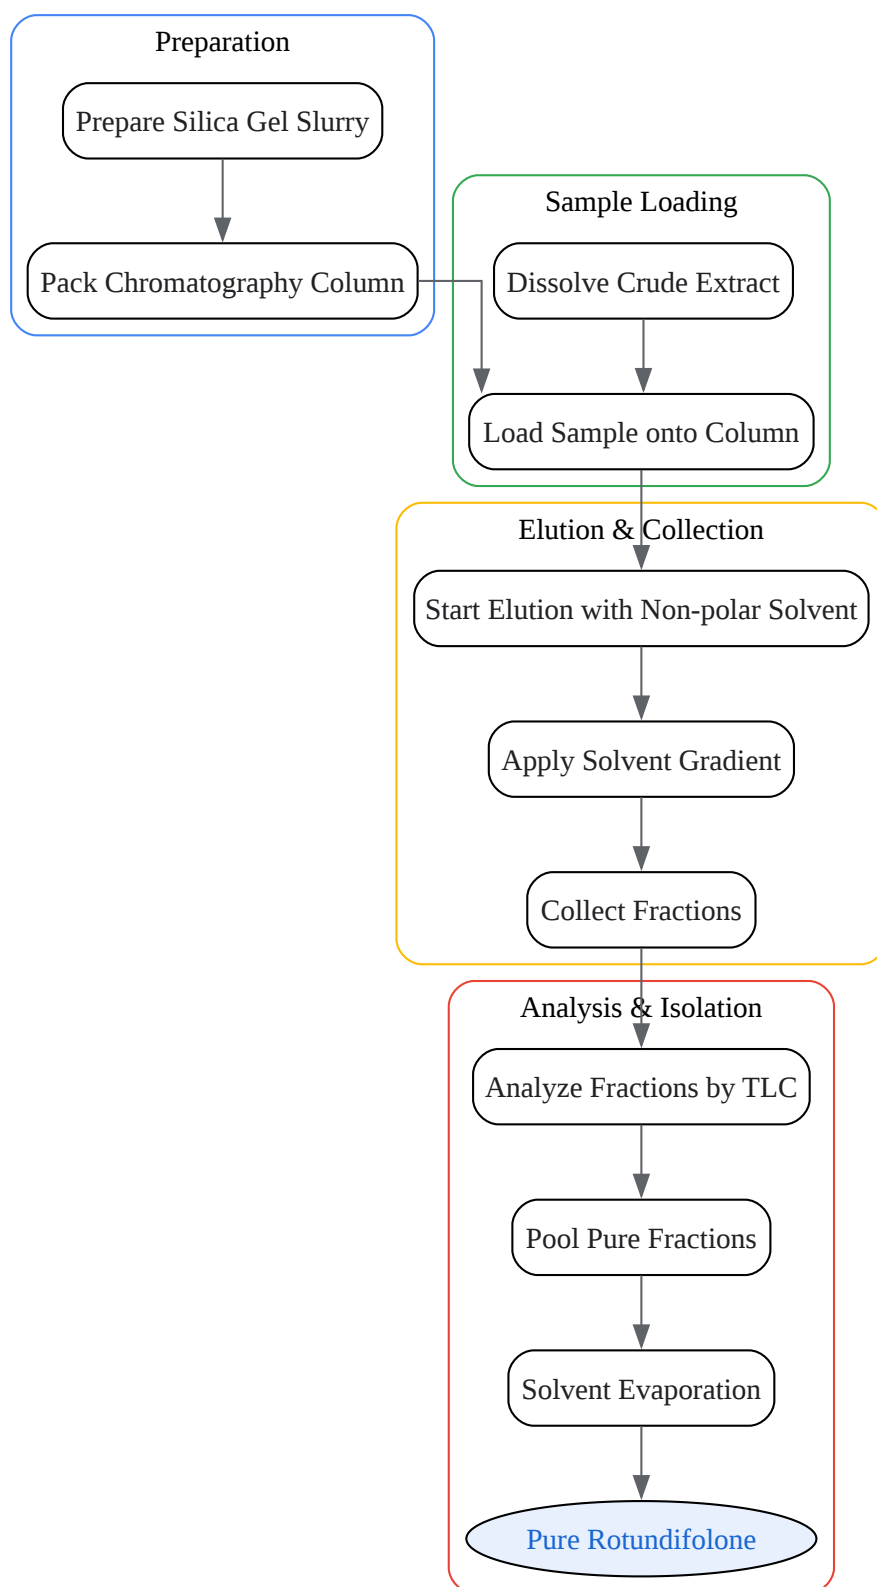 Preparation
Prepare Silica Gel Slurry
Pack Chromatography Column
Sample Loading
Dissolve Crude Extract
Load Sample onto Column
Elution & Collection
Start Elution with Non-polar Solvent
Apply Solvent Gradient
Collect Fractions
Analysis & Isolation
Analyze Fractions by TLC
Pool Pure Fractions
Solvent Evaporation
Pure Rotundifolone